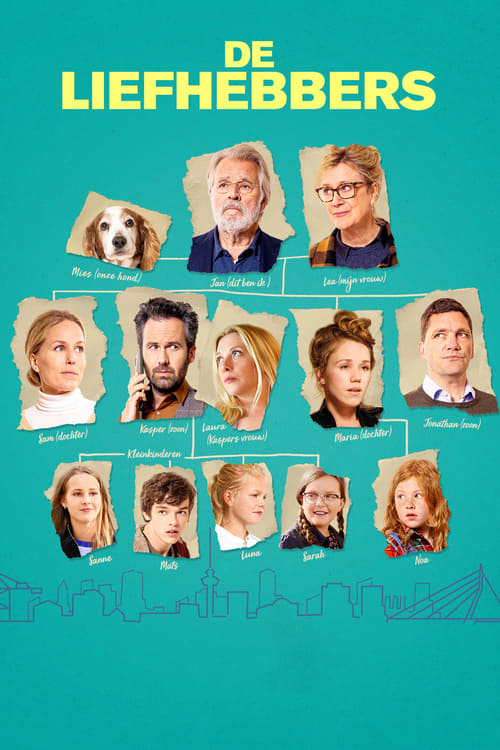 DE
LIEFHEBBERS
Mies (onze hond)
Jan (dit ben ik)
Lea (mijn vrouw)
Sam (dochter)
Kasper (zoon)
Laura
(Kaspers vrouw)
Maria (dochter)
Jonathan (zoon)
Kleinkinderen
Sanne
Mats
Luna
Sarah
Noa